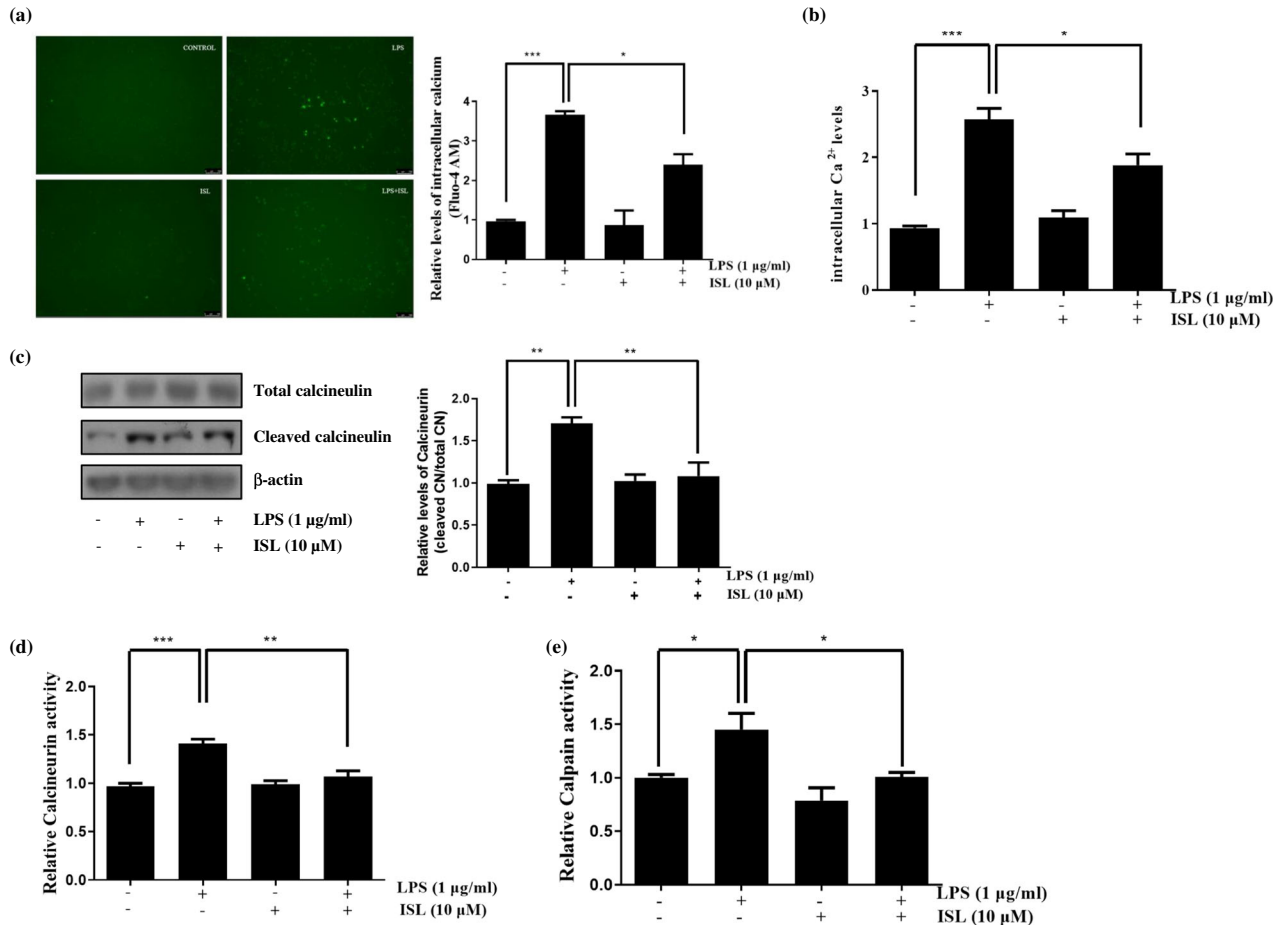 (a)
CONTROL
LPS
ISL
LPS+ISL
Relative levels of intracellular calcium
(Fluo-4 AM)
*** *
4
3
2
1
0
- + - + LPS (1 µg/ml)
- - + + ISL (10 µM)
(b)
*** *
intracellular Ca2+ levels
3
2
1
0
- + - + LPS (1 µg/ml)
- - + + ISL (10 µM)
(c)
Total calcineulin
Cleaved calcineulin
β-actin
- + - + LPS (1 µg/ml)
- - + + ISL (10 µM)
** **
Relative levels of Calcineurin
(cleaved CN/total CN)
2.0
1.5
1.0
0.5
0.0
- + - + LPS (1 µg/ml)
- - + + ISL (10 µM)
(d)
*** **
Relative Calcineurin activity
2.0
1.5
1.0
0.5
0.0
- + - + LPS (1 µg/ml)
- - + + ISL (10 µM)
(e)
* *
Relative Calpain activity
2.0
1.5
1.0
0.5
0.0
- + - + LPS (1 µg/ml)
- - + + ISL (10 µM)